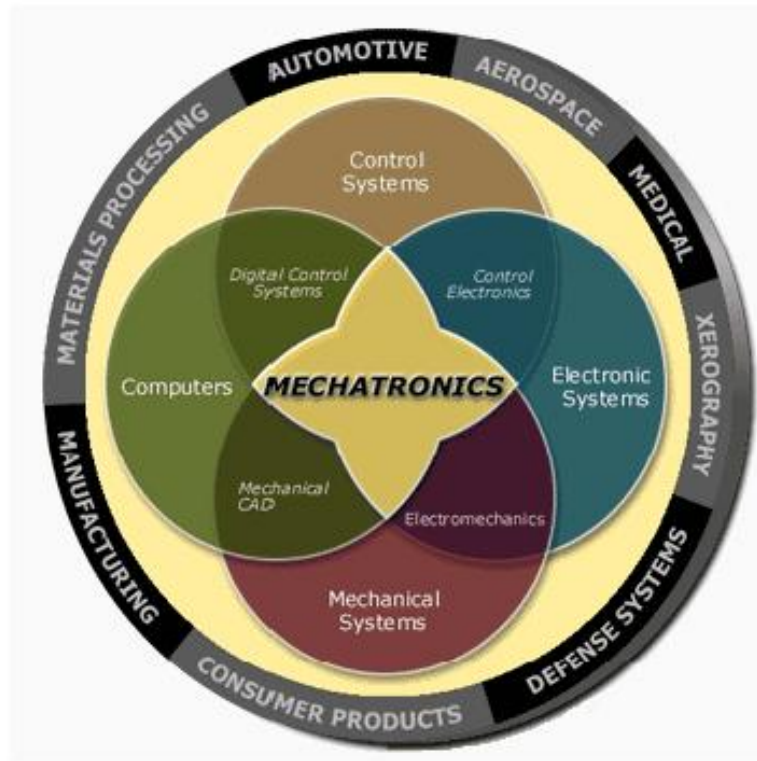 AUTOMOTIVE
AEROSPACE
MEDICAL
XEROGRAPHY
DEFENSE SYSTEMS
CONSUMER PRODUCTS
MANUFACTURING
MATERIALS PROCESSING
Control
Systems
Digital Control
Systems
Control
Electronics
Computers
MECHATRONICS
Electronic
Systems
Mechanical
CAD
Electromechanics
Mechanical
Systems